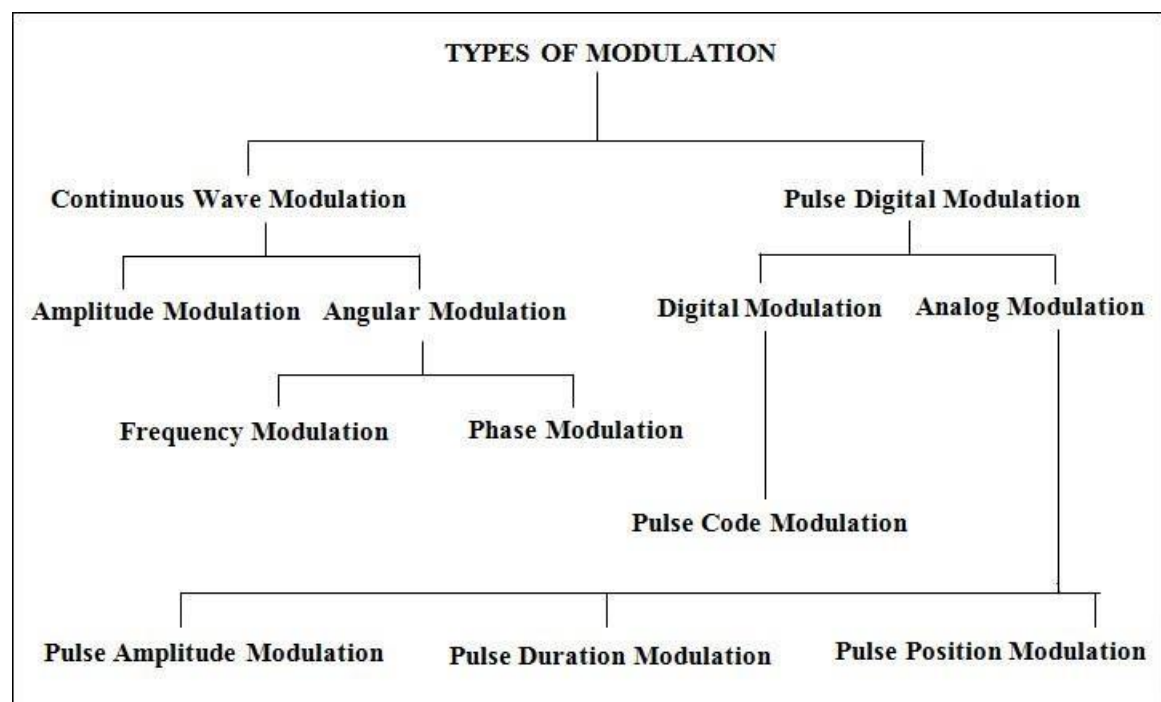 TYPES OF MODULATION
Continuous Wave Modulation
Pulse Digital Modulation
Amplitude Modulation
Angular Modulation
Digital Modulation
Analog Modulation
Frequency Modulation
Phase Modulation
Pulse Code Modulation
Pulse Amplitude Modulation
Pulse Duration Modulation
Pulse Position Modulation